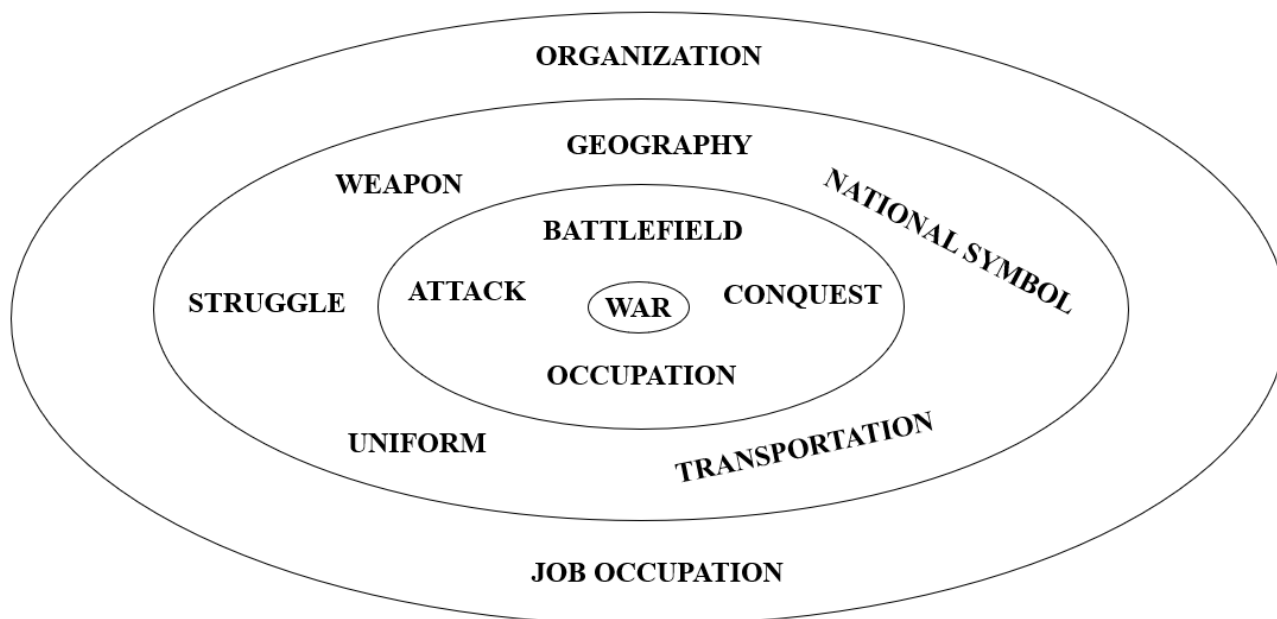 ORGANIZATION
GEOGRAPHY
WEAPON
NATIONAL SYMBOL
BATTLEFIELD
ATTACK
CONQUEST
STRUGGLE
WAR
OCCUPATION
UNIFORM
TRANSPORTATION
JOB OCCUPATION